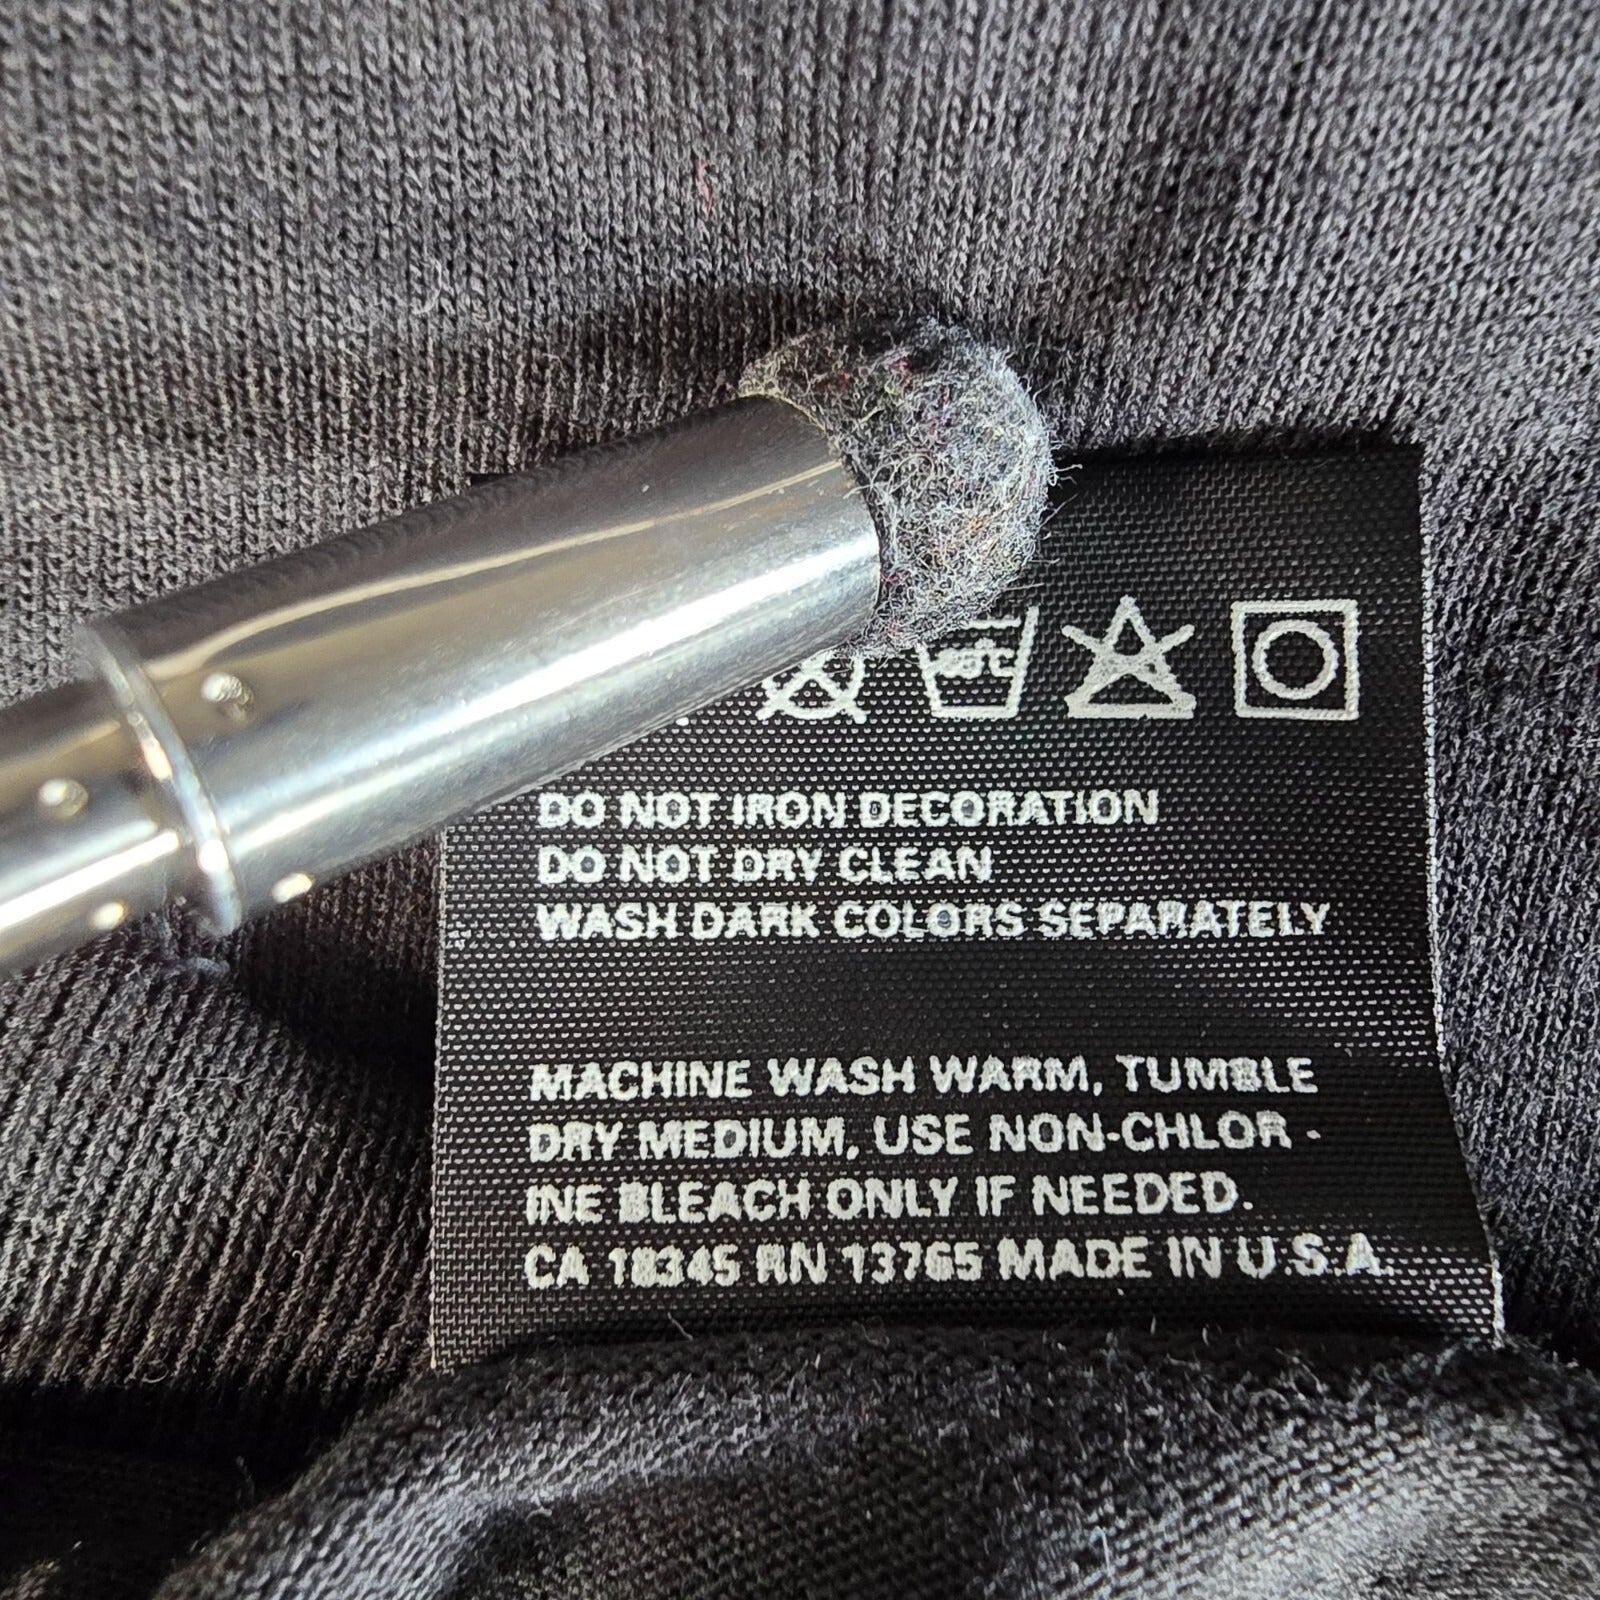 DO NOT IRON DECORATION
DO NOT DRY CLEAN
WASH DARK COLORS SEPARATELY
MACHINE WASH WARM, TUMBLE
DRY MEDIUM, USE NON-CHLOR -
INE BLEACH ONLY IF NEEDED.
CA 18345 RN 13765 MADE IN U.S.A.